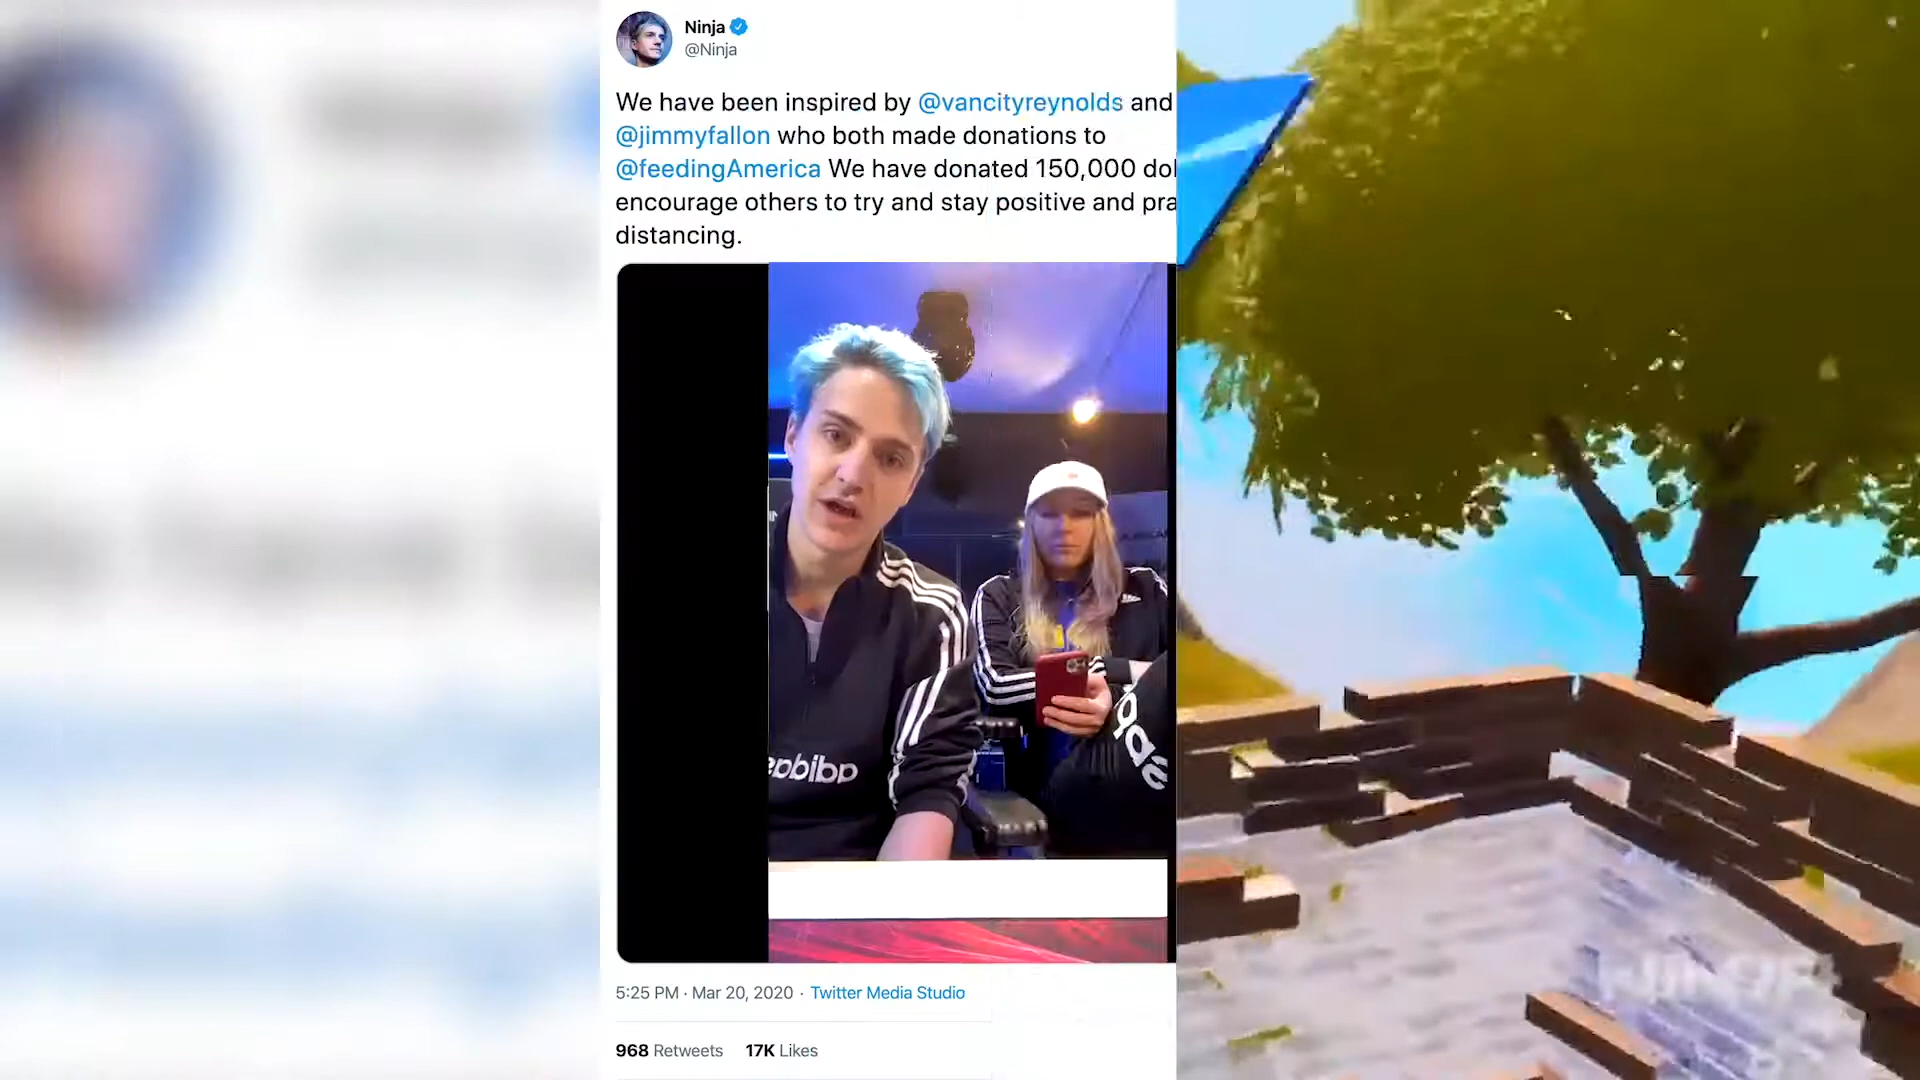 Ninja
@Ninja
We have been inspired by @vancityreynolds and
@jimmyfallon who both made donations to
@feedingAmerica We have donated 150,000 dol
encourage others to try and stay positive and pra
distancing.
adidas
5:25 PM · Mar 20, 2020 · Twitter Media Studio
968 Retweets 17K Likes